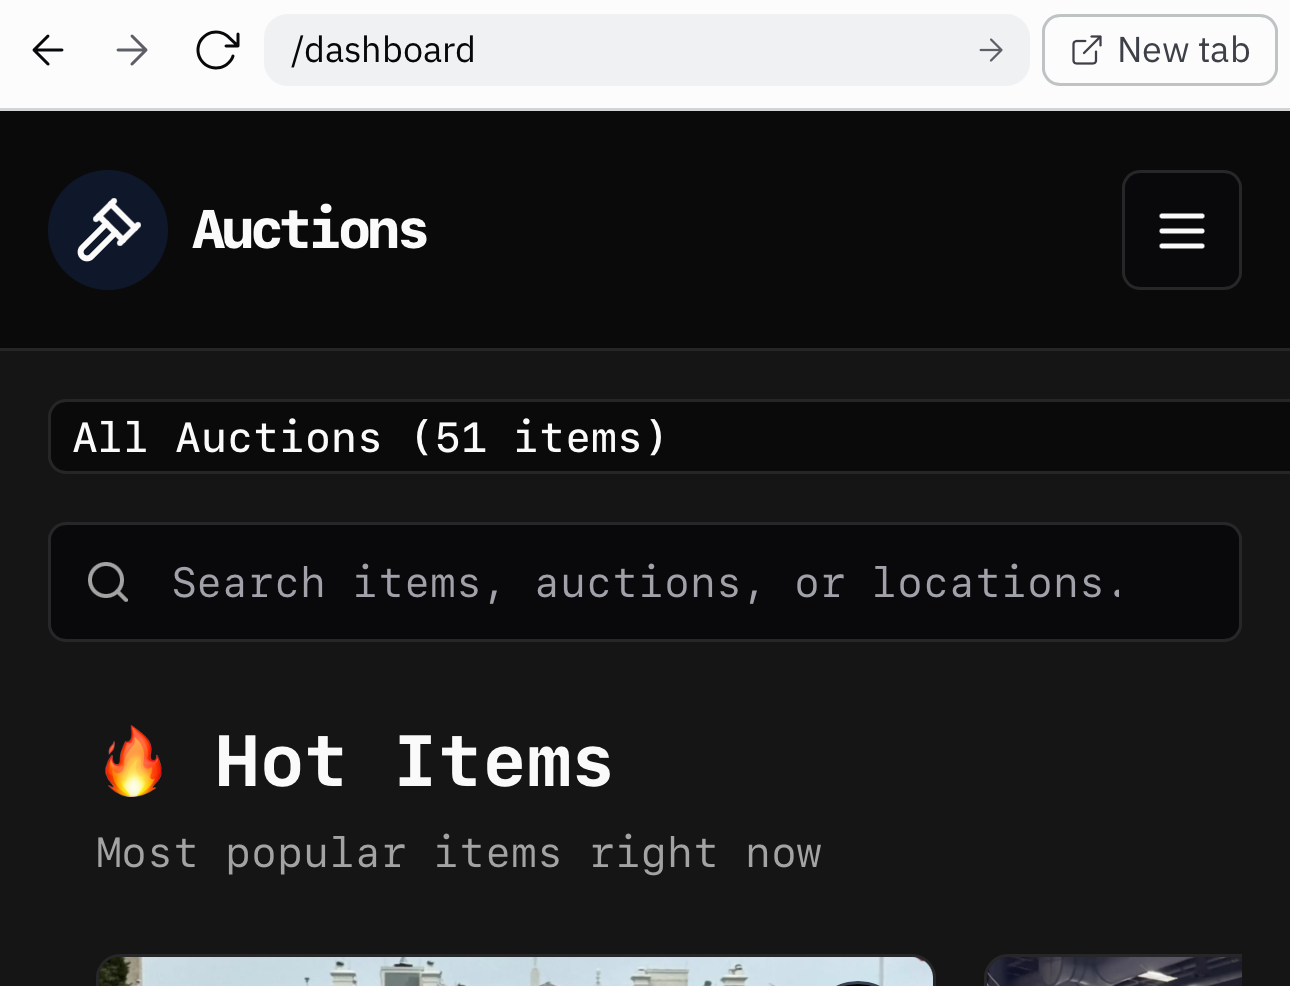 /dashboard
New tab
Auctions
All Auctions (51 items)
Search items, auctions, or locations.
Hot Items
Most popular items right now